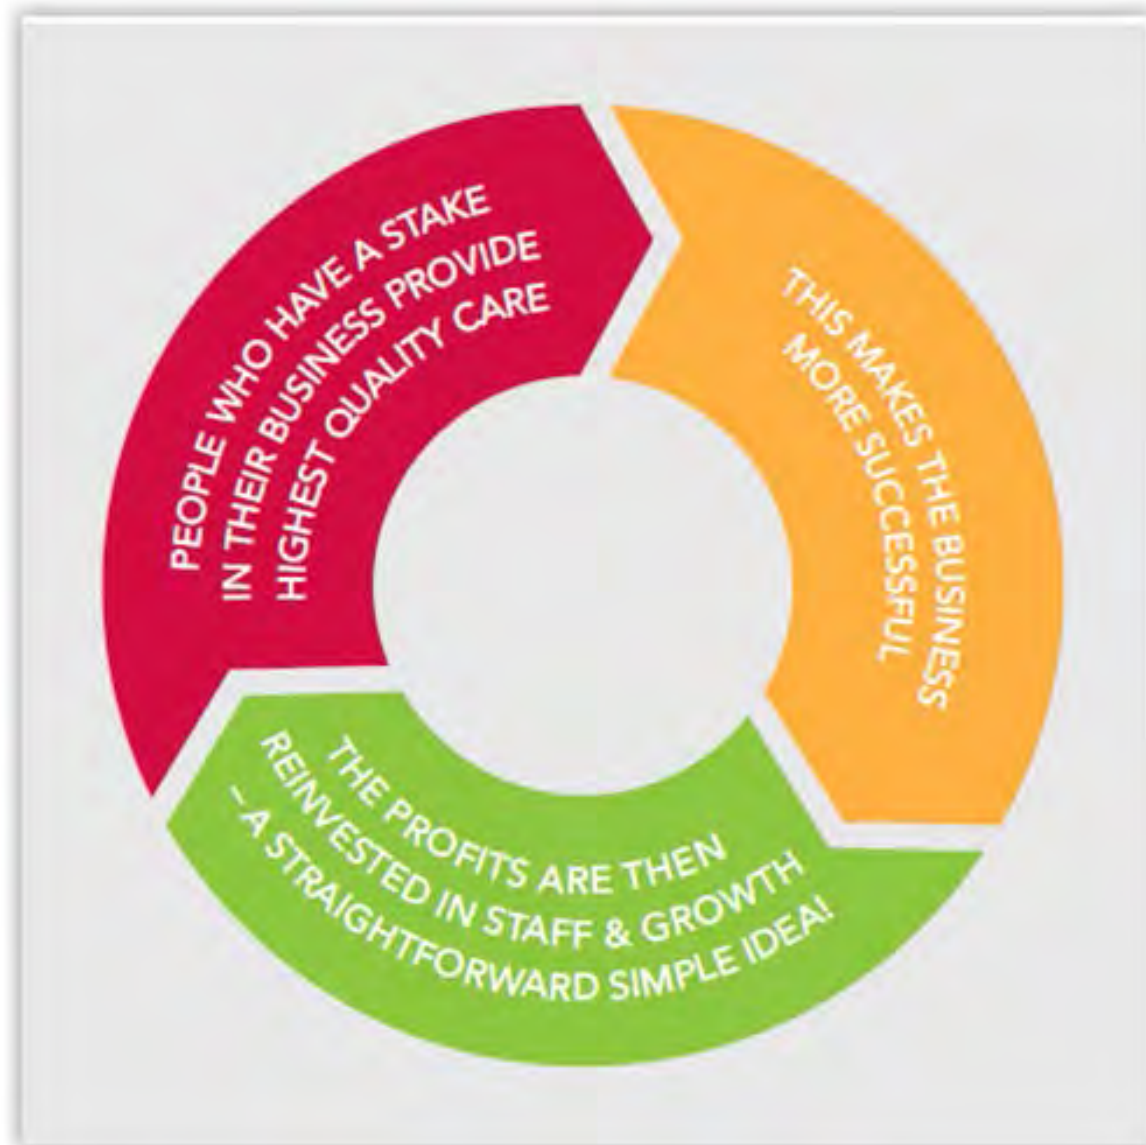 PEOPLE WHO HAVE A STAKE
IN THEIR BUSINESS PROVIDE
HIGHEST QUALITY CARE
THIS MAKES THE BUSINESS
MORE SUCCESSFUL
THE PROFITS ARE THEN
REINVESTED IN STAFF & GROWTH
– A STRAIGHTFORWARD SIMPLE IDEA!